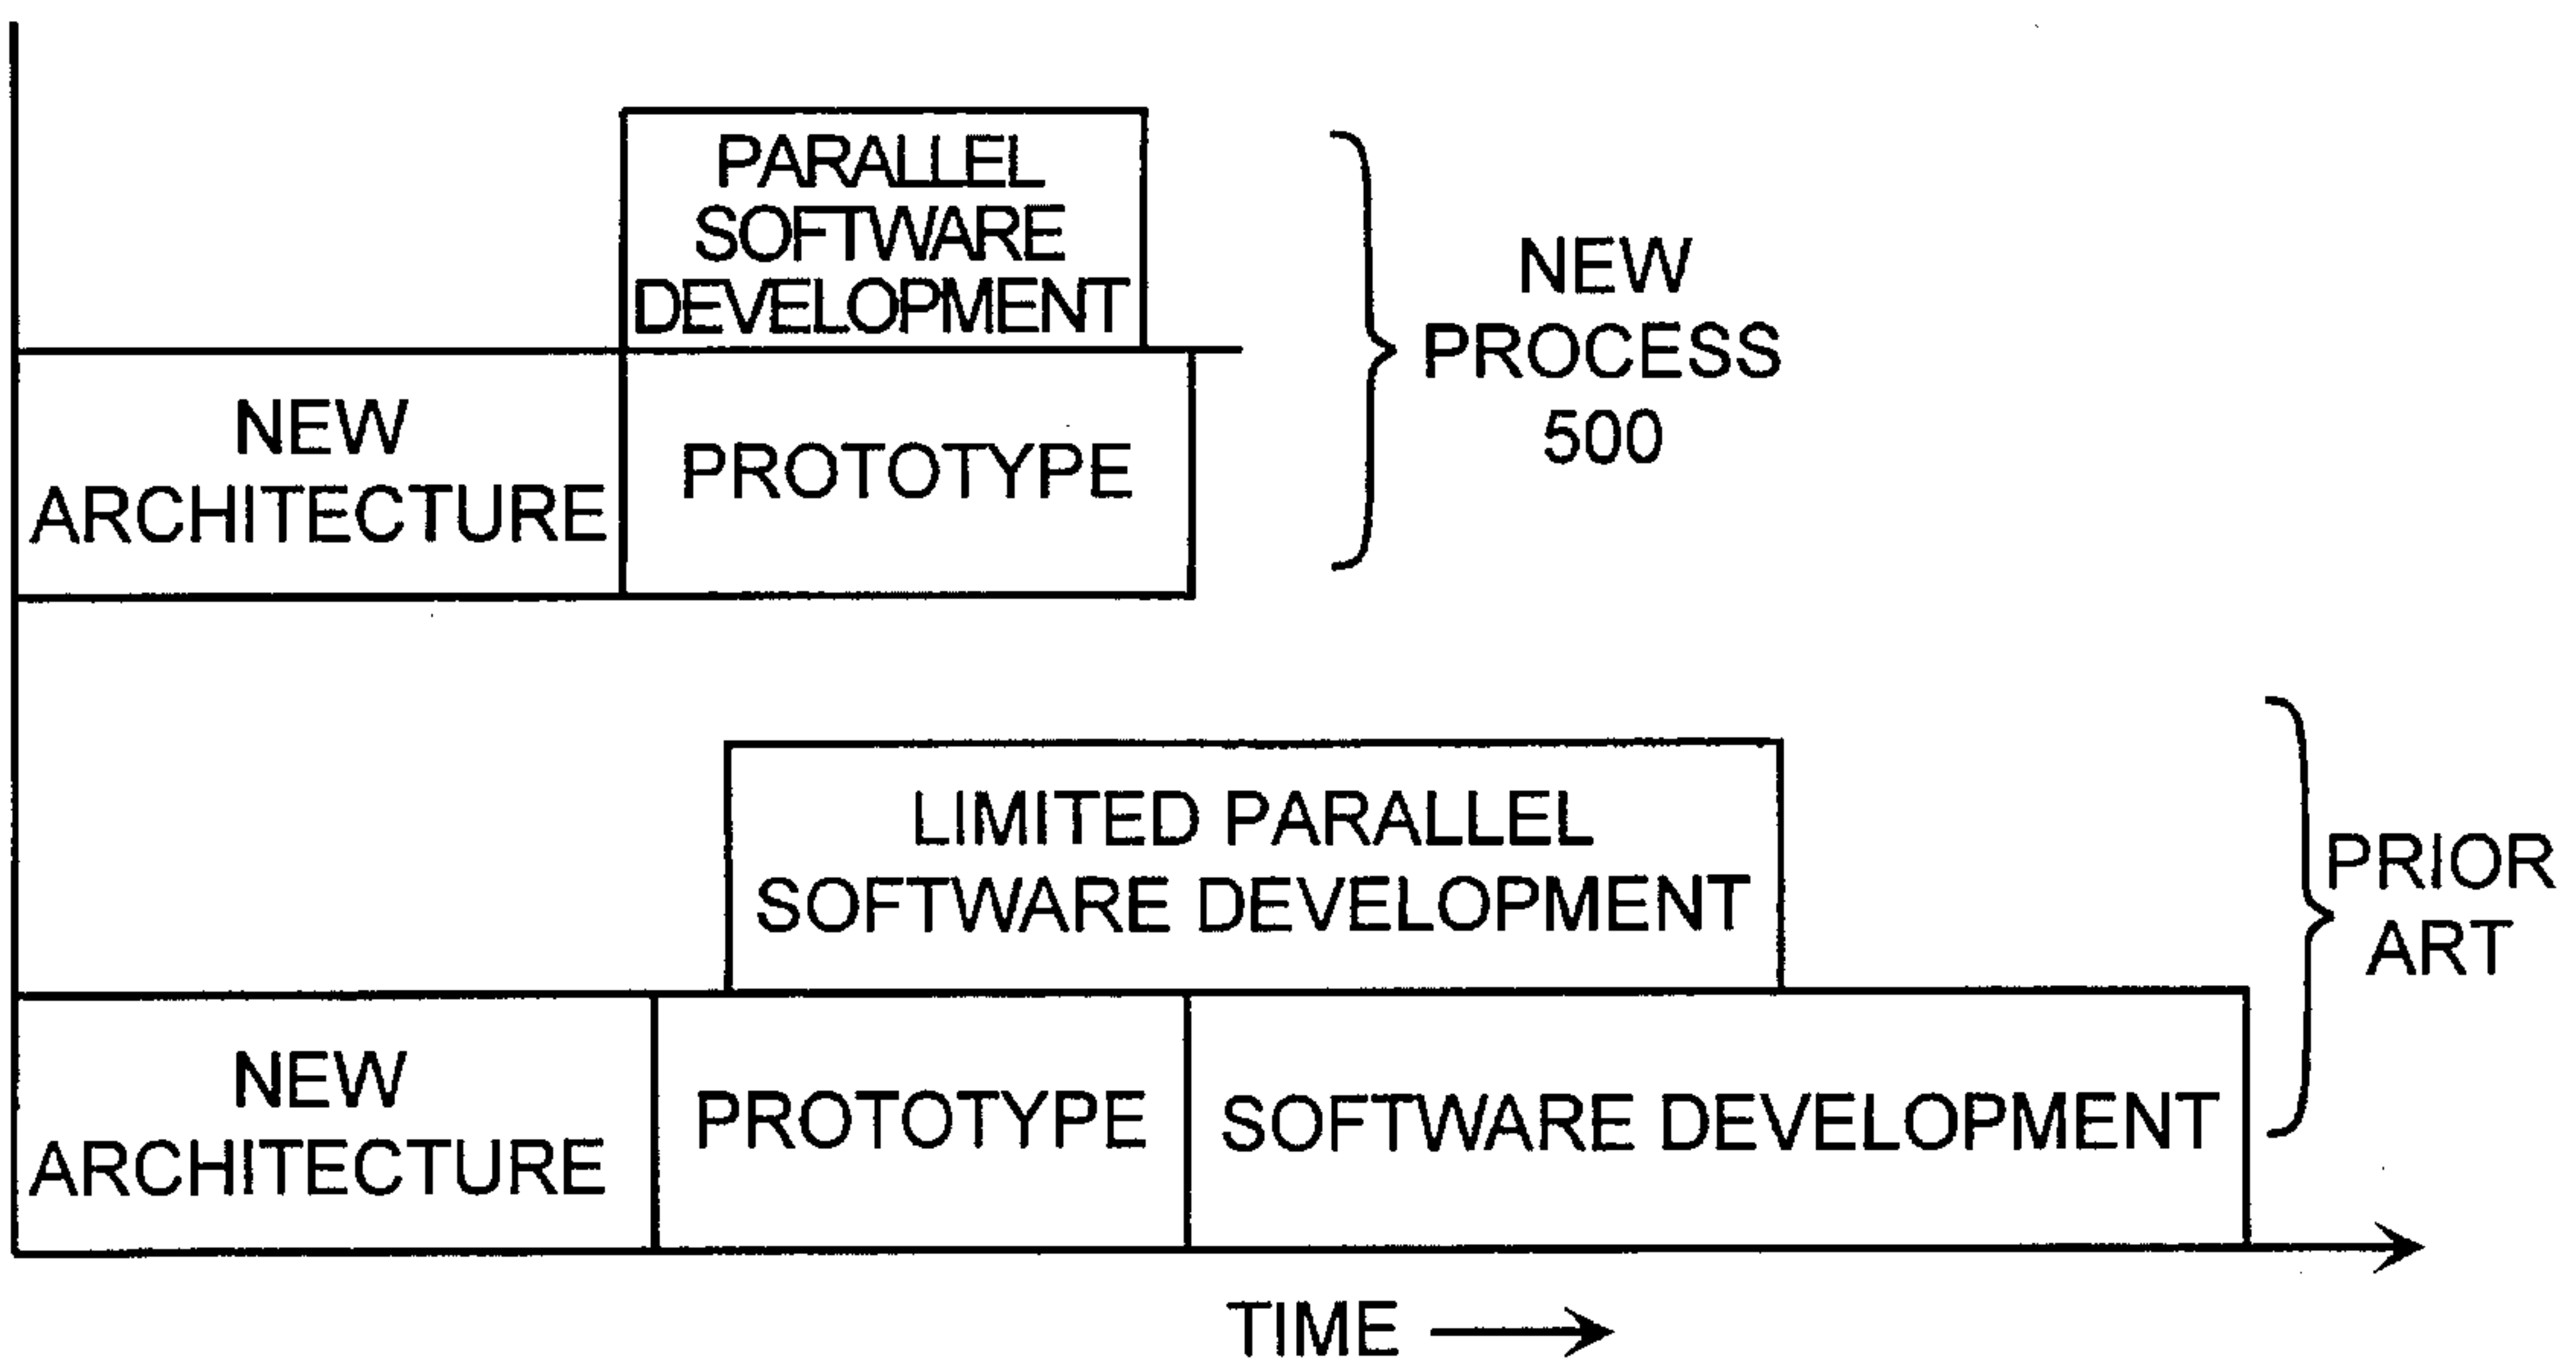 PARALLEL
SOFTWARE
DEVELOPMENT
NEW
ARCHITECTURE
PROTOTYPE
NEW
PROCESS
500
LIMITED PARALLEL
SOFTWARE DEVELOPMENT
NEW
ARCHITECTURE
PROTOTYPE
SOFTWARE DEVELOPMENT
PRIOR
ART
TIME